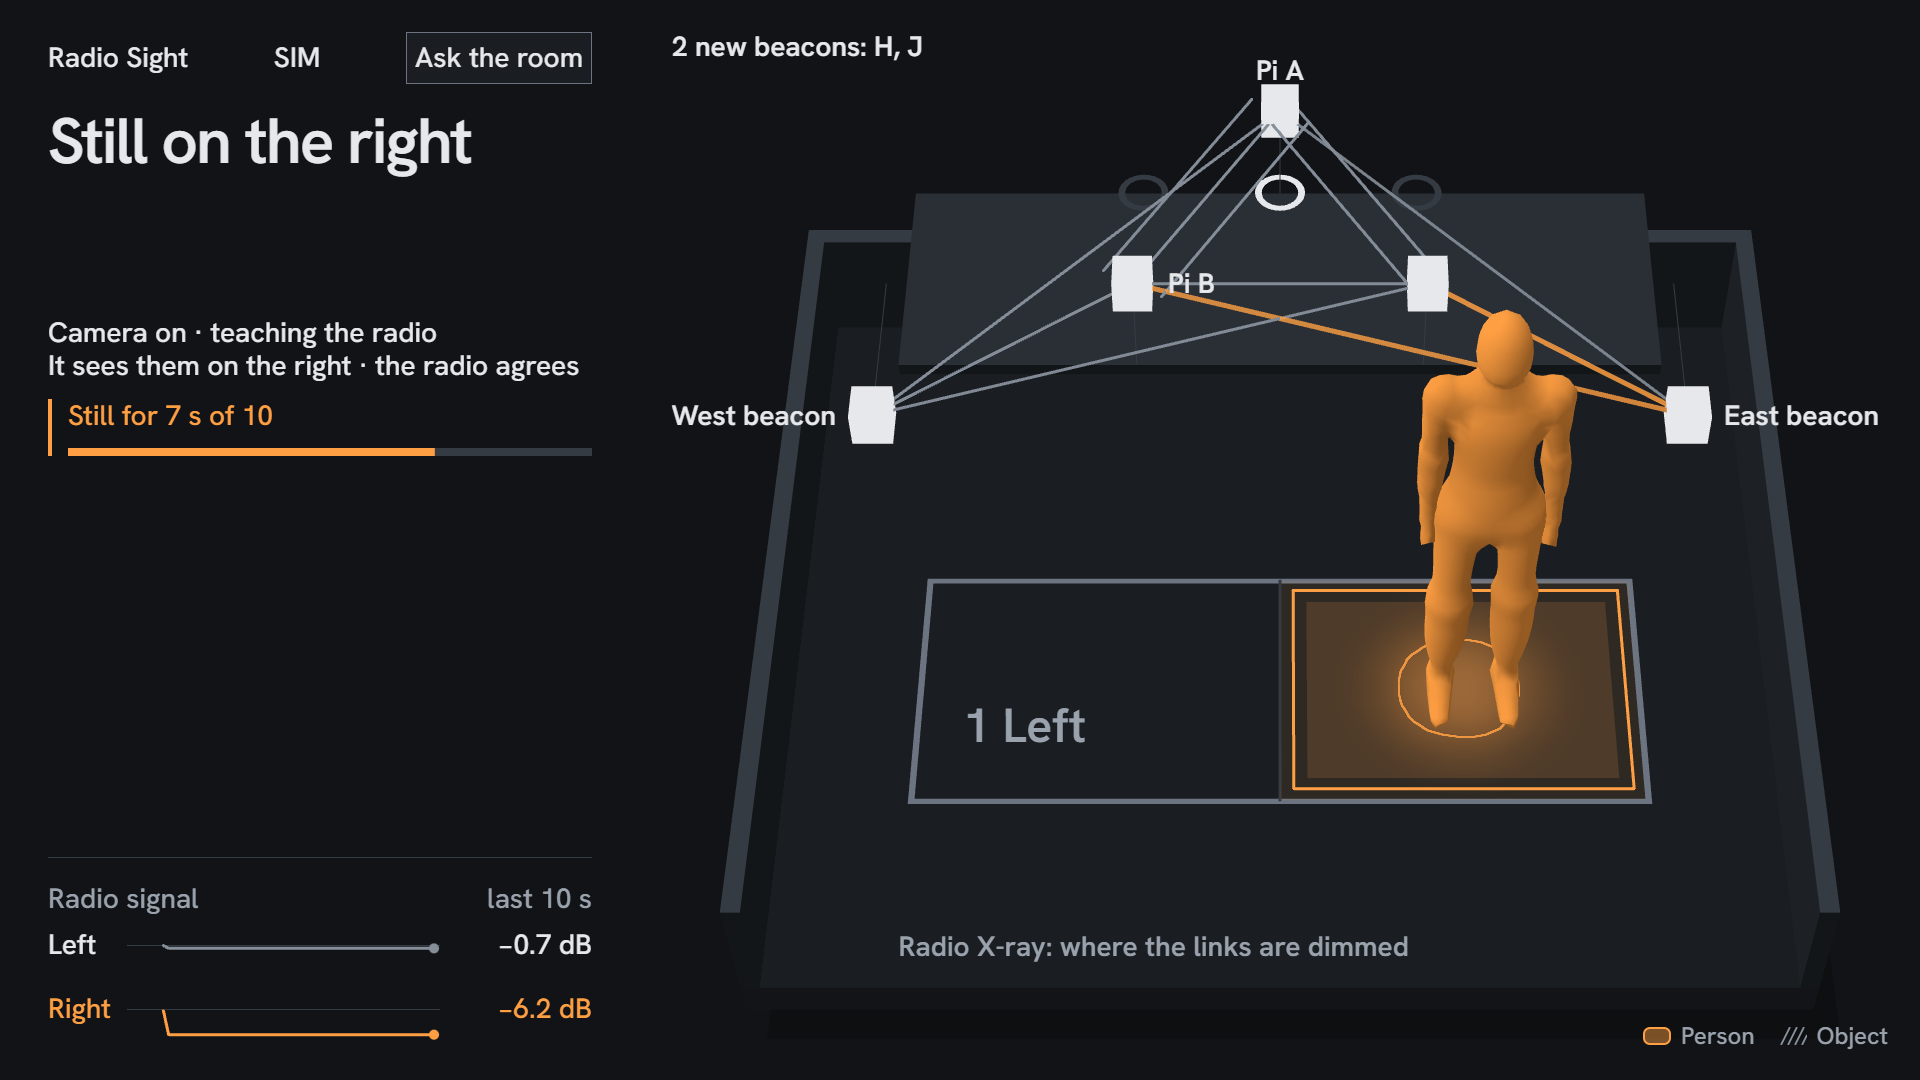 Radio Sight
SIM
Ask the room
Still on the right
Camera on · teaching the radio
It sees them on the right · the radio agrees
Still for 7 s of 10
Radio signal
last 10 s
Left
−0.7 dB
Right
−6.2 dB
2 new beacons: H, J
Pi A
Pi B
West beacon
East beacon
1 Left
Radio X-ray: where the links are dimmed
Person
Object